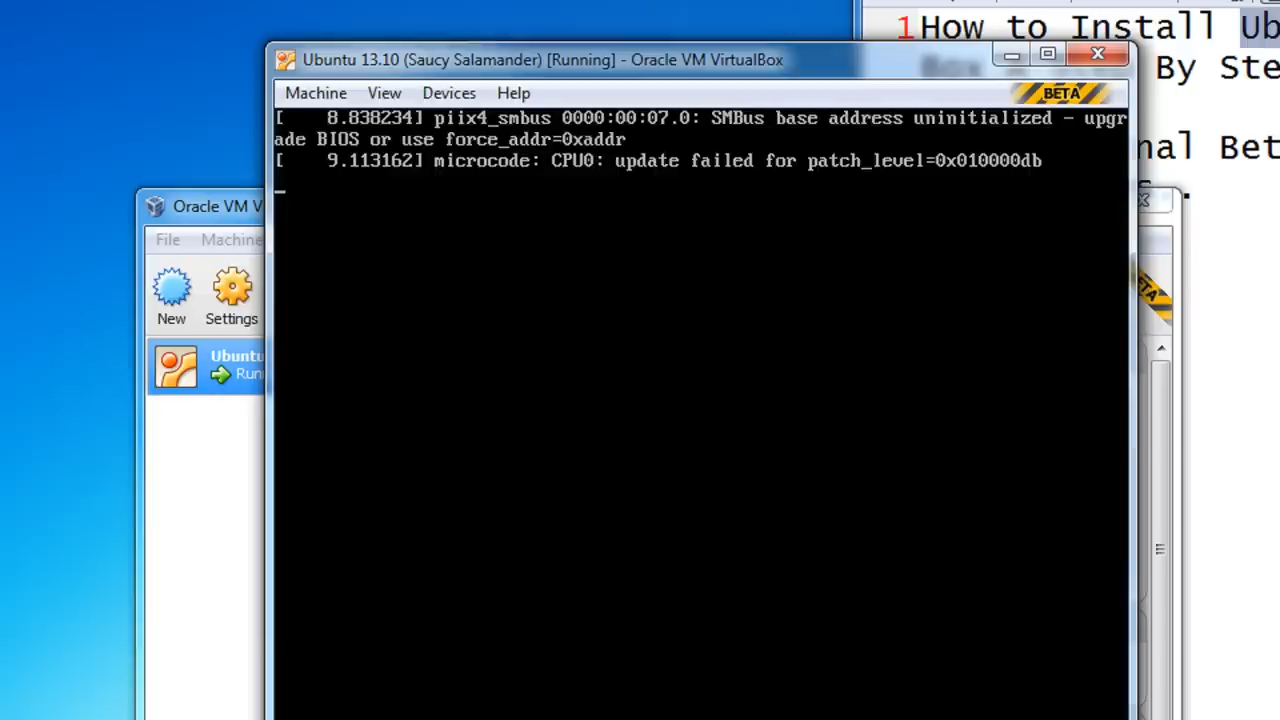 1How to Install Ub
By Ste
Ubuntu 13.10 (Saucy Salamander) [Running] - Oracle VM VirtualBox
Machine View Devices Help
BETA
[    8.838234] piix4_smbus 0000:00:07.0: SMBus base address uninitialized - upgr
ade BIOS or use force_addr=0xaddr
[    9.113162] microcode: CPU0: update failed for patch_level=0x010000db
nal Bet
Oracle VM V
File Machine
New Settings
Ubuntu
Runn